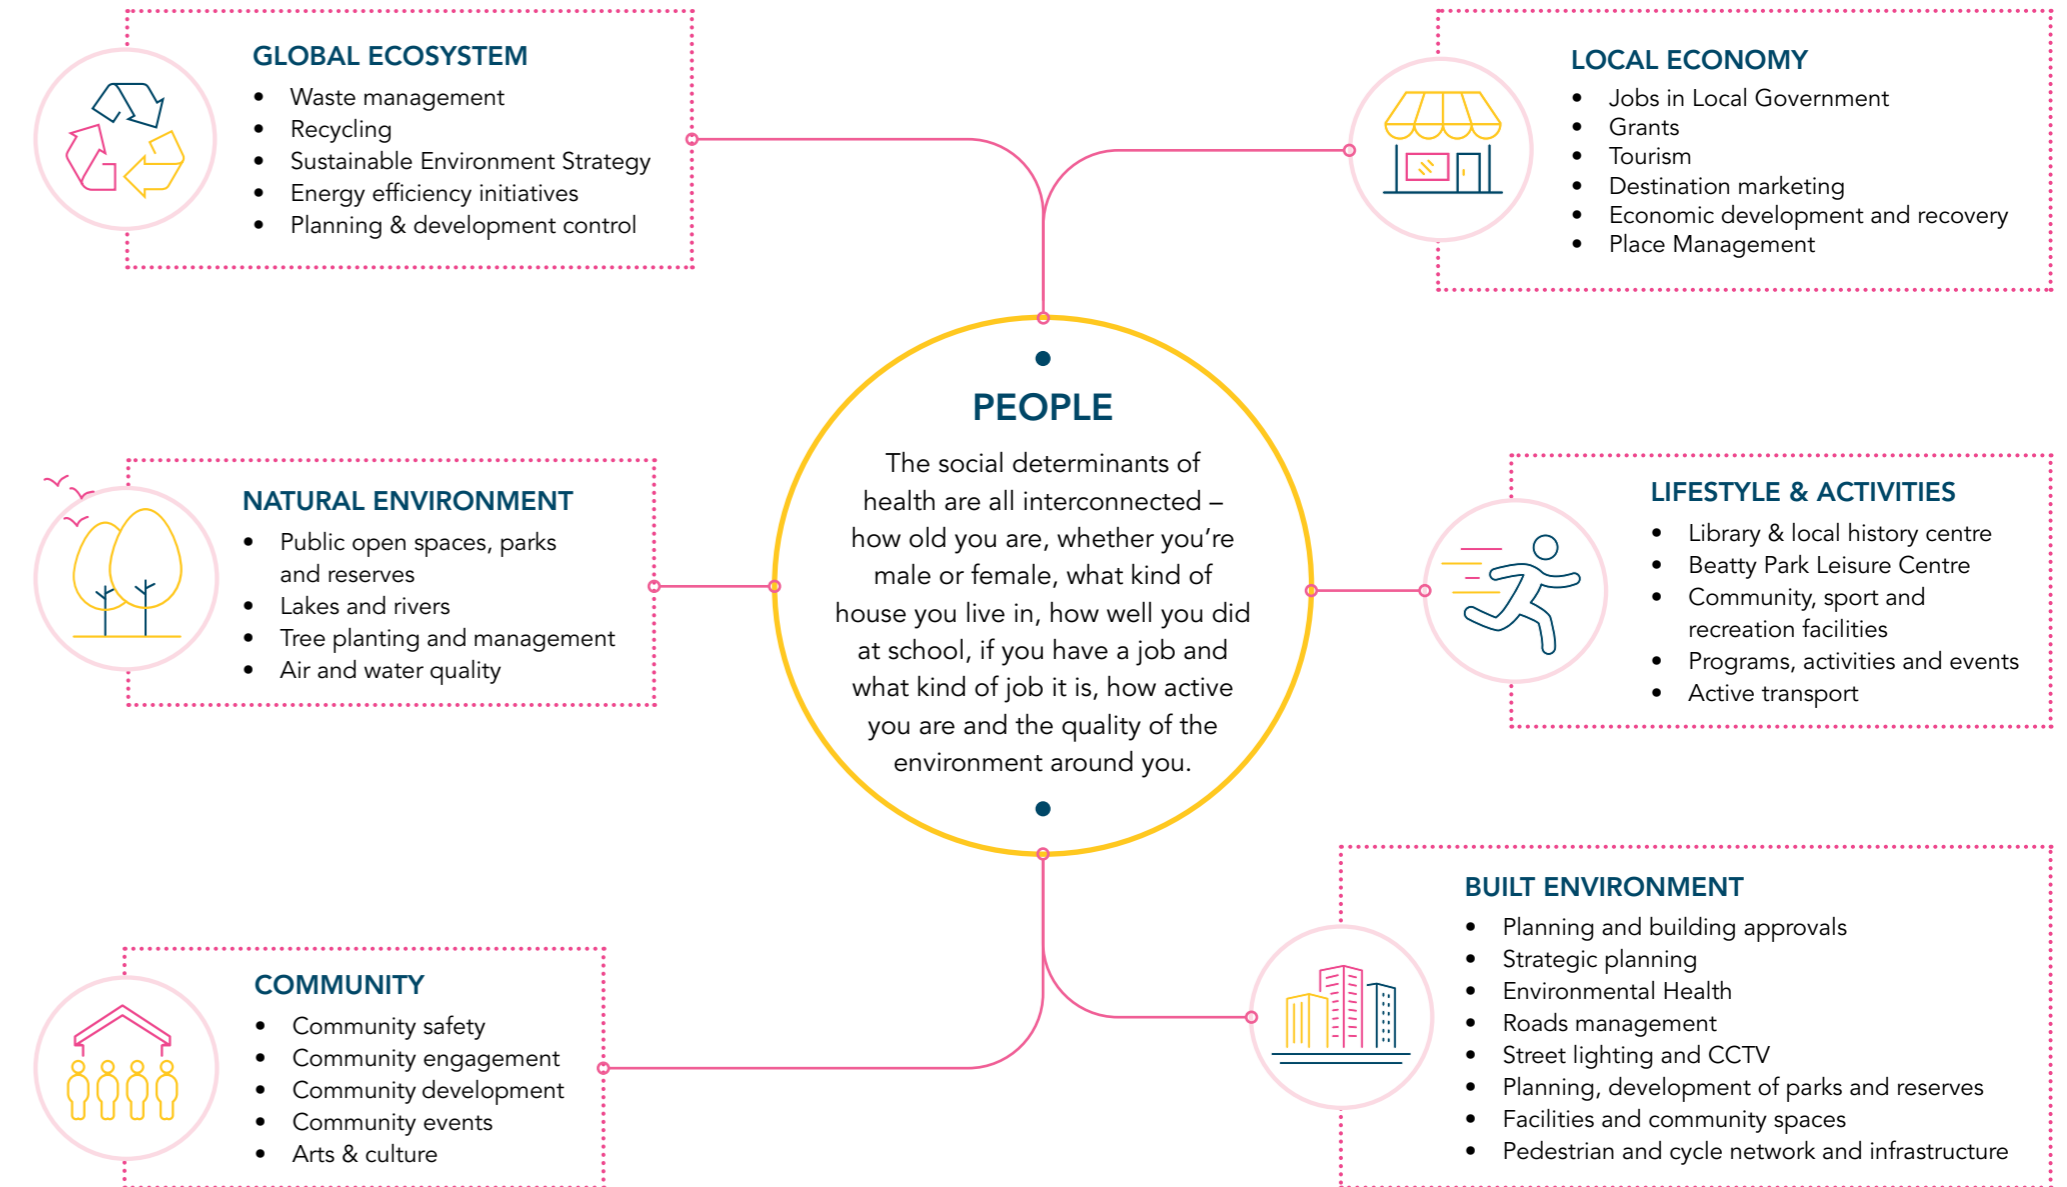 GLOBAL ECOSYSTEM
• Waste management
• Recycling
• Sustainable Environment Strategy
• Energy efficiency initiatives
• Planning & development control
LOCAL ECONOMY
• Jobs in Local Government
• Grants
• Tourism
• Destination marketing
• Economic development and recovery
• Place Management
NATURAL ENVIRONMENT
• Public open spaces, parks
and reserves
• Lakes and rivers
• Tree planting and management
• Air and water quality
PEOPLE
The social determinants of
health are all interconnected –
how old you are, whether you’re
male or female, what kind of
house you live in, how well you did
at school, if you have a job and
what kind of job it is, how active
you are and the quality of the
environment around you.
LIFESTYLE & ACTIVITIES
• Library & local history centre
• Beatty Park Leisure Centre
• Community, sport and
recreation facilities
• Programs, activities and events
• Active transport
COMMUNITY
• Community safety
• Community engagement
• Community development
• Community events
• Arts & culture
BUILT ENVIRONMENT
• Planning and building approvals
• Strategic planning
• Environmental Health
• Roads management
• Street lighting and CCTV
• Planning, development of parks and reserves
• Facilities and community spaces
• Pedestrian and cycle network and infrastructure